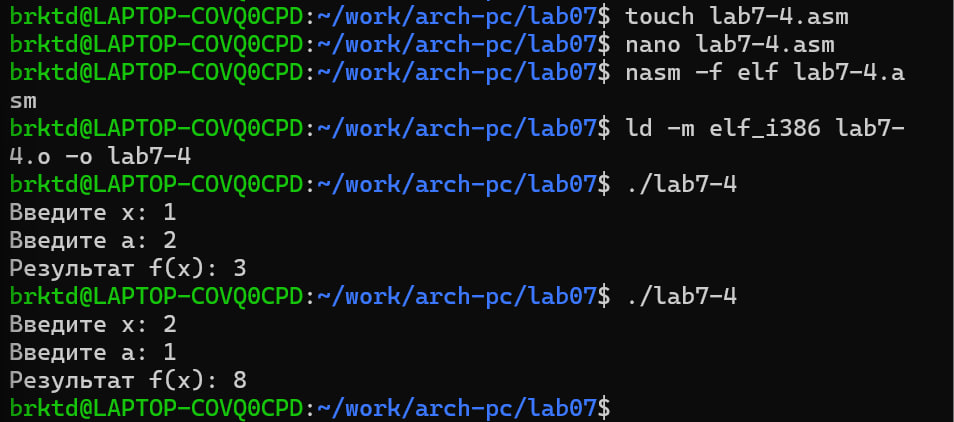 brktd@LAPTOP-COVQ0CPD:~/work/arch-pc/lab07$ touch lab7-4.asm
brktd@LAPTOP-COVQ0CPD:~/work/arch-pc/lab07$ nano lab7-4.asm
brktd@LAPTOP-COVQ0CPD:~/work/arch-pc/lab07$ nasm -f elf lab7-4.a
sm
brktd@LAPTOP-COVQ0CPD:~/work/arch-pc/lab07$ ld -m elf_i386 lab7-
4.o -o lab7-4
brktd@LAPTOP-COVQ0CPD:~/work/arch-pc/lab07$ ./lab7-4
Введите x: 1
Введите a: 2
Результат f(x): 3
brktd@LAPTOP-COVQ0CPD:~/work/arch-pc/lab07$ ./lab7-4
Введите x: 2
Введите a: 1
Результат f(x): 8
brktd@LAPTOP-COVQ0CPD:~/work/arch-pc/lab07$